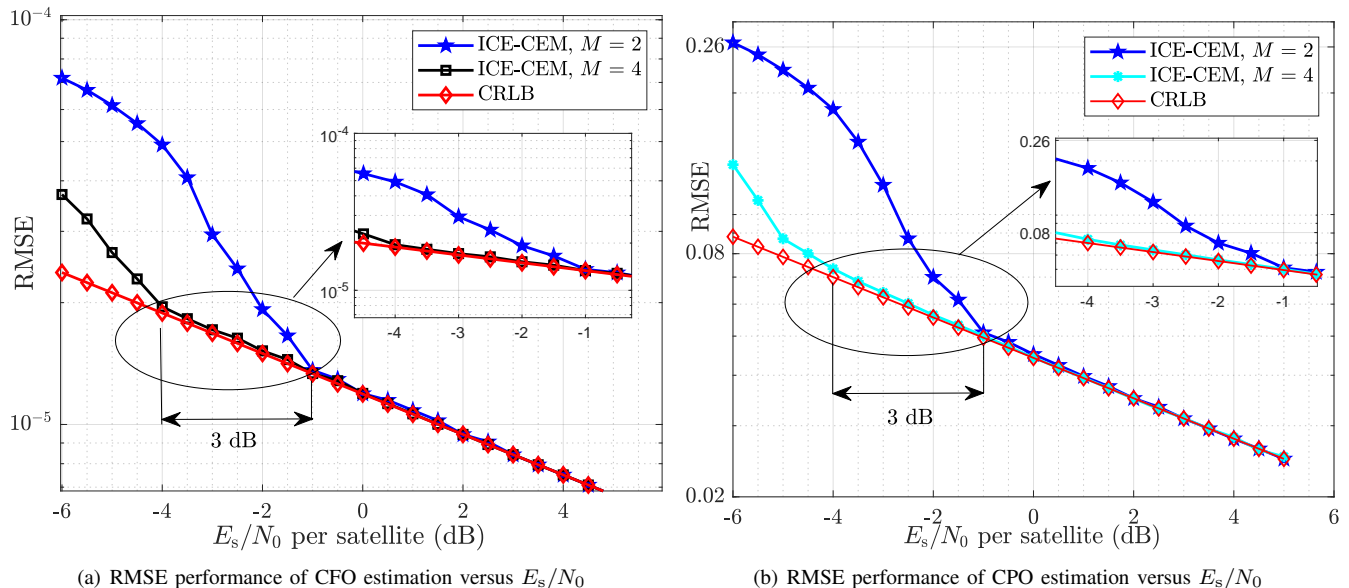 10^{-4}
ICE-CEM, M = 2
ICE-CEM, M = 4
CRLB
10^{-4}
10^{-5}
-4 -3 -2 -1
RMSE
10^{-5}
3 dB
-6 -4 -2 0 2 4
E_s/N_0 per satellite (dB)
(a) RMSE performance of CFO estimation versus E_s/N_0
0.26
ICE-CEM, M = 2
ICE-CEM, M = 4
CRLB
0.26
0.08
-4 -3 -2 -1
RMSE
0.08
3 dB
0.02
-6 -4 -2 0 2 4 6
E_s/N_0 per satellite (dB)
(b) RMSE performance of CPO estimation versus E_s/N_0